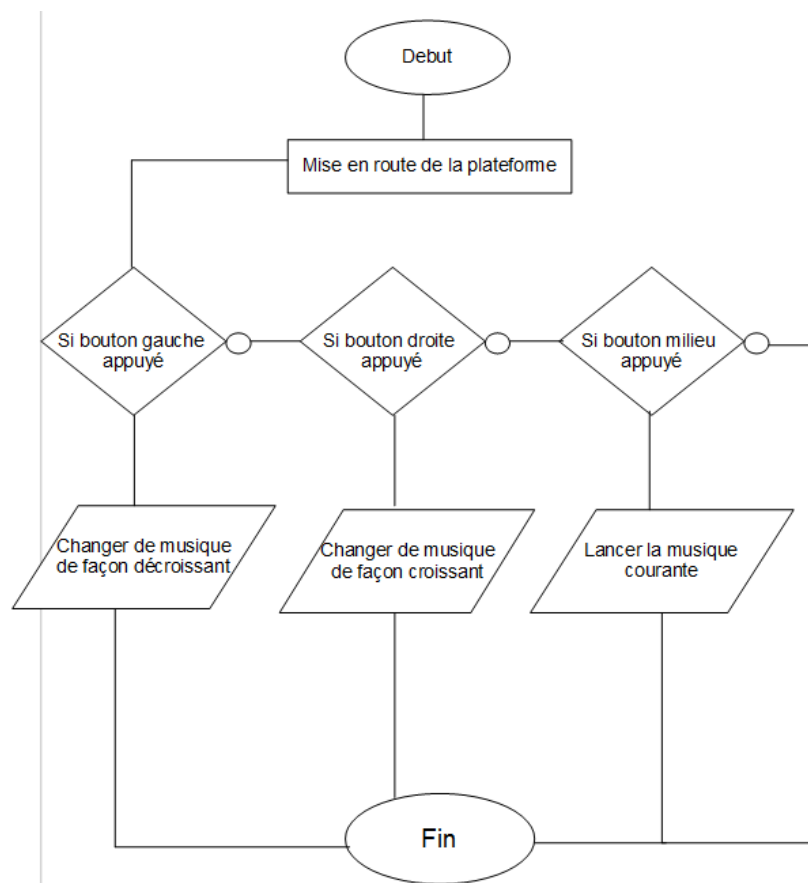 Debut
Mise en route de la plateforme
Si bouton gauche
appuyé
Si bouton droite
appuyé
Si bouton milieu
appuyé
Changer de musique
de façon décroissant
Changer de musique
de façon croissant
Lancer la musique
courante
Fin